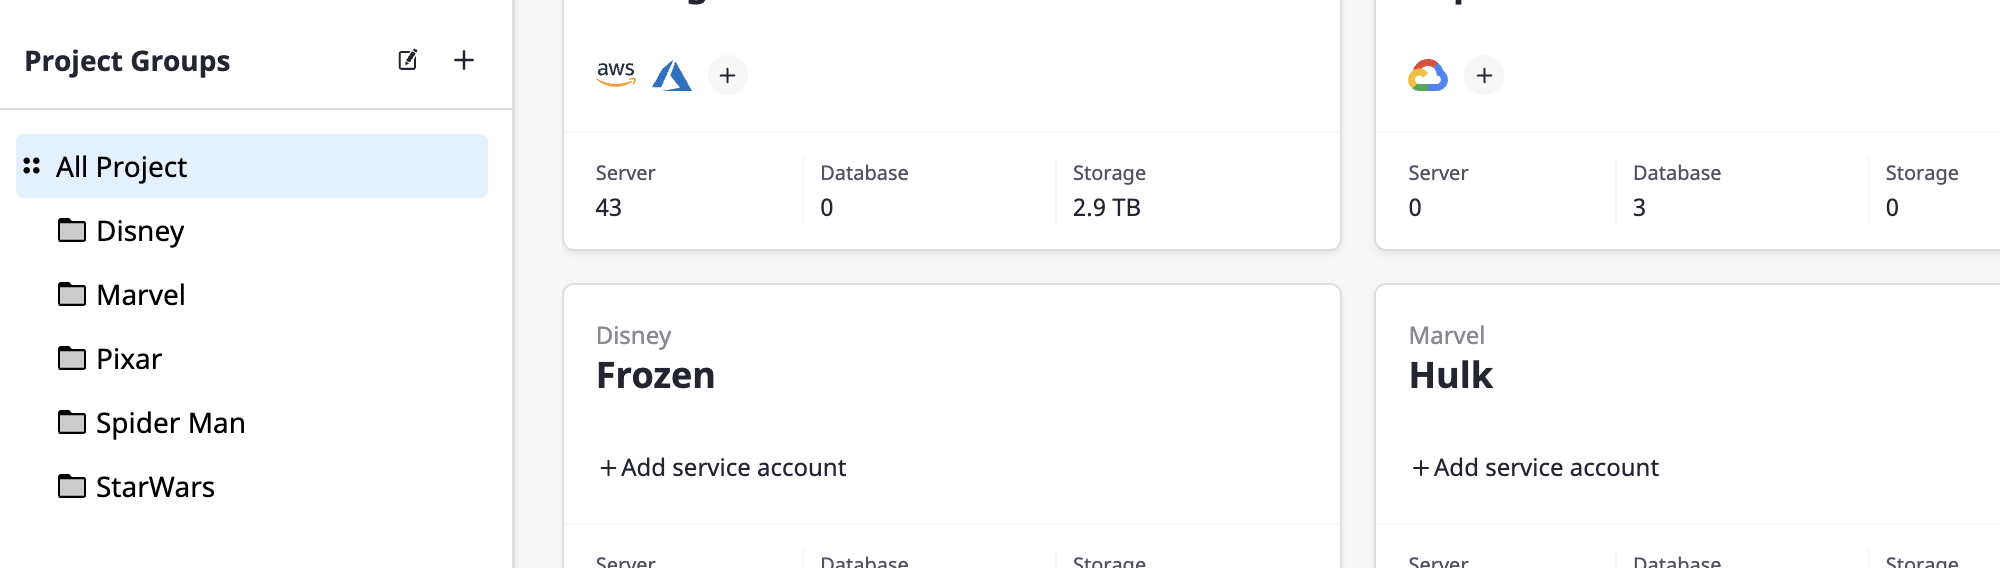 Project Groups
All Project
Disney
Marvel
Pixar
Spider Man
StarWars
aws
Server
43
Database
0
Storage
2.9 TB
Server
0
Database
3
Storage
0
Disney
Frozen
+ Add service account
Server
Database
Storage
Marvel
Hulk
+ Add service account
Server
Database
Storage